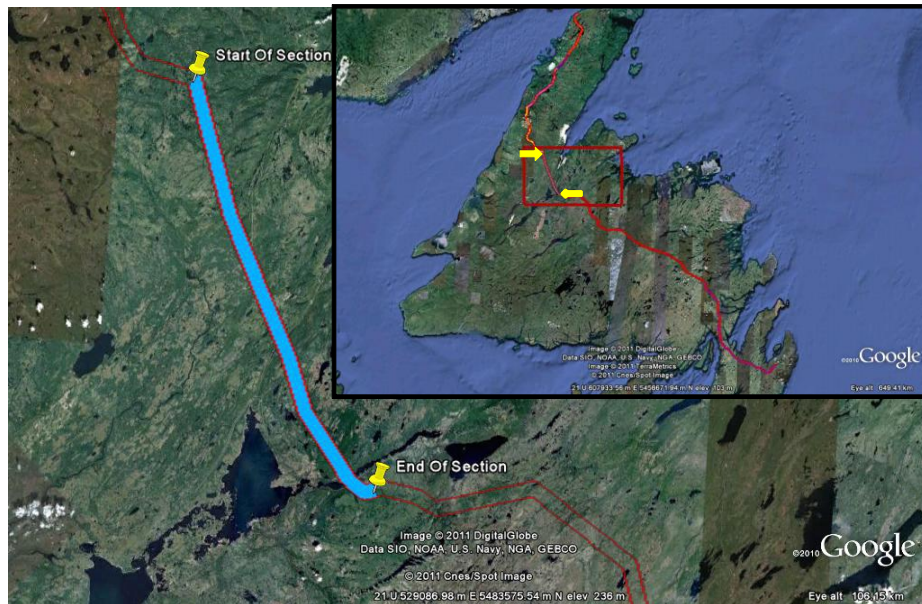 Start Of Section
Image © 2011 DigitalGlobe
Data SIO, NOAA, U.S. Navy, NGA, GEBCO
Image © 2011 TerraMetrics
© 2011 Cnes/Spot Image
©2010 Google
21 U 607933.56 m E 5458671.94 m N elev 103 m
Eye alt 649.41 km
End Of Section
Image © 2011 DigitalGlobe
Data SIO, NOAA, U.S. Navy, NGA, GEBCO
©2010 Google
© 2011 Cnes/Spot Image
21 U 529086.98 m E 5483575.54 m N elev 236 m
Eye alt 106.15 km